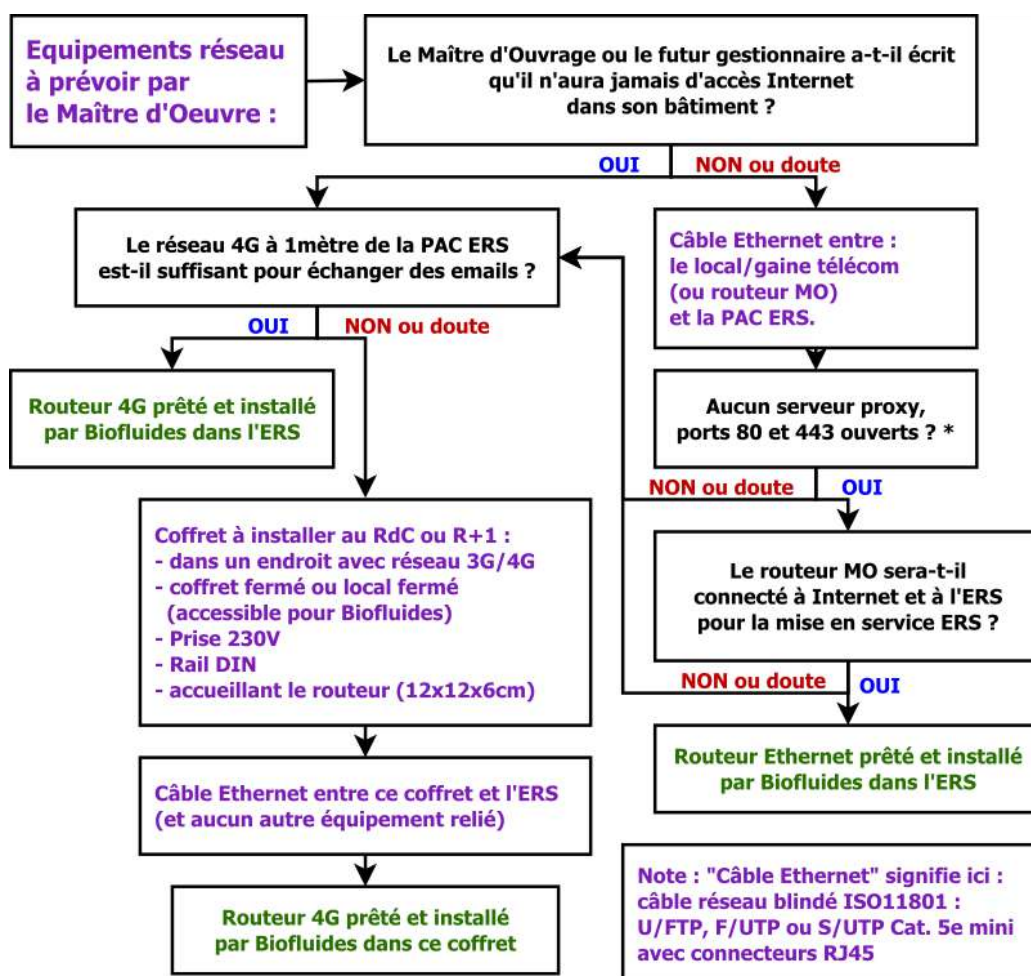 Equipements réseau
à prévoir par
le Maître d'Oeuvre :
Le Maître d'Ouvrage ou le futur gestionnaire a-t-il écrit
qu'il n'aura jamais d'accès Internet
dans son bâtiment ?
OUI
NON ou doute
Le réseau 4G à 1mètre de la PAC ERS
est-il suffisant pour échanger des emails ?
Câble Ethernet entre :
le local/gaine télécom
(ou routeur MO)
et la PAC ERS.
OUI
NON ou doute
Routeur 4G prêté et installé
par Biofluides dans l'ERS
Aucun serveur proxy,
ports 80 et 443 ouverts ? *
NON ou doute
OUI
Coffret à installer au RdC ou R+1 :
- dans un endroit avec réseau 3G/4G
- coffret fermé ou local fermé
(accessible pour Biofluides)
- Prise 230V
- Rail DIN
- accueillant le routeur (12x12x6cm)
Le routeur MO sera-t-il
connecté à Internet et à l'ERS
pour la mise en service ERS ?
NON ou doute
OUI
Routeur Ethernet prêté et installé
par Biofluides dans l'ERS
Câble Ethernet entre ce coffret et l'ERS
(et aucun autre équipement relié)
Routeur 4G prêté et installé
par Biofluides dans ce coffret
Note : "Câble Ethernet" signifie ici :
câble réseau blindé ISO11801 :
U/FTP, F/UTP ou S/UTP Cat. 5e mini
avec connecteurs RJ45